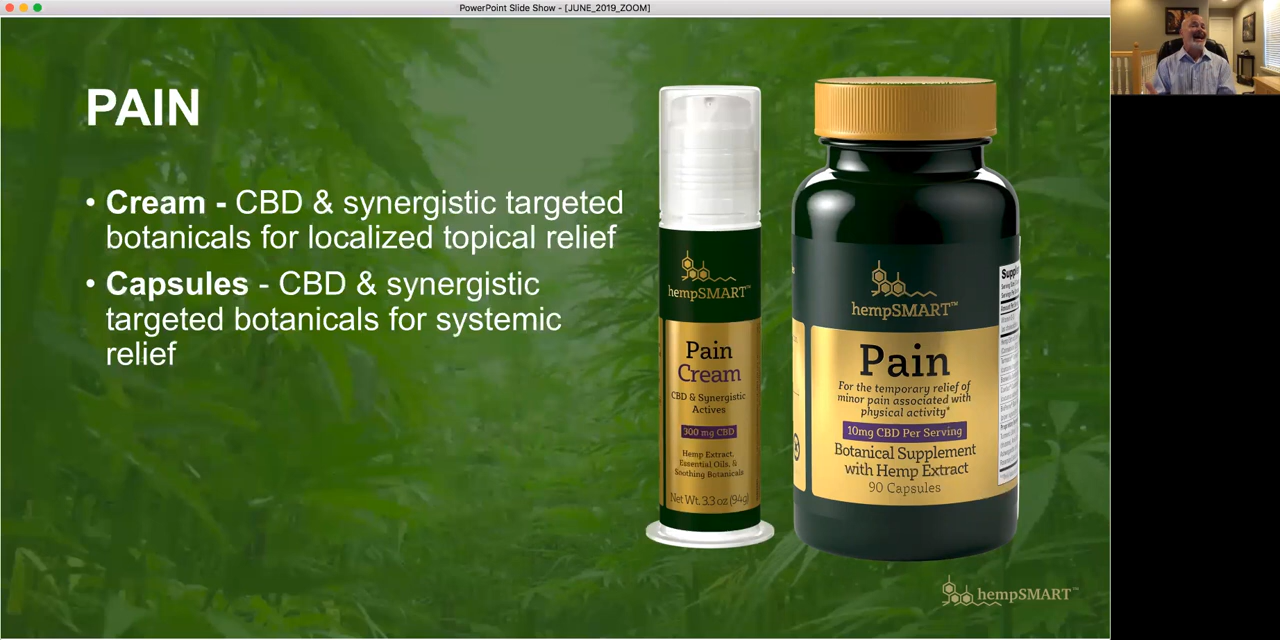 PowerPoint Slide Show - [JUNE_2019_ZOOM]
PAIN
• Cream - CBD & synergistic targeted
botanicals for localized topical relief
• Capsules - CBD & synergistic
targeted botanicals for systemic
relief
hempSMART™
Pain
Cream
CBD & Synergistic
Actives
300 mg CBD
Hemp Extract,
Essential Oils, &
Soothing Botanicals
Net Wt. 3.3 oz (94g)
hempSMART™
Pain
For the temporary relief of
minor pain associated with
physical activity*
10mg CBD Per Serving
Botanical Supplement
with Hemp Extract
90 Capsules
hempSMART™